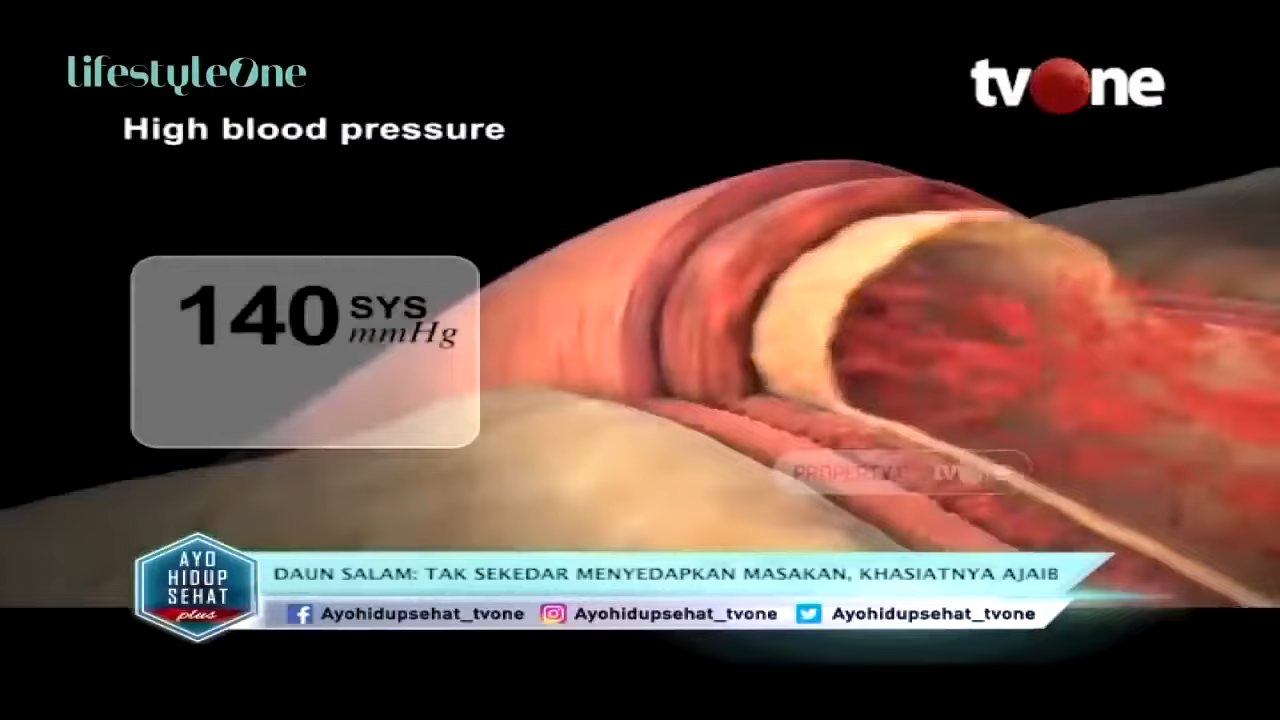 lifestyleOne
tvOne
High blood pressure
140 SYS
mmHg
PROPERTY
AYO
HIDUP
SEHAT
plus
DAUN SALAM: TAK SEKEDAR MENYEDAPKAN MASAKAN, KHASIATNYA AJAIB
Ayohidupsehat_tvone Ayohidupsehat_tvone Ayohidupsehat_tvone